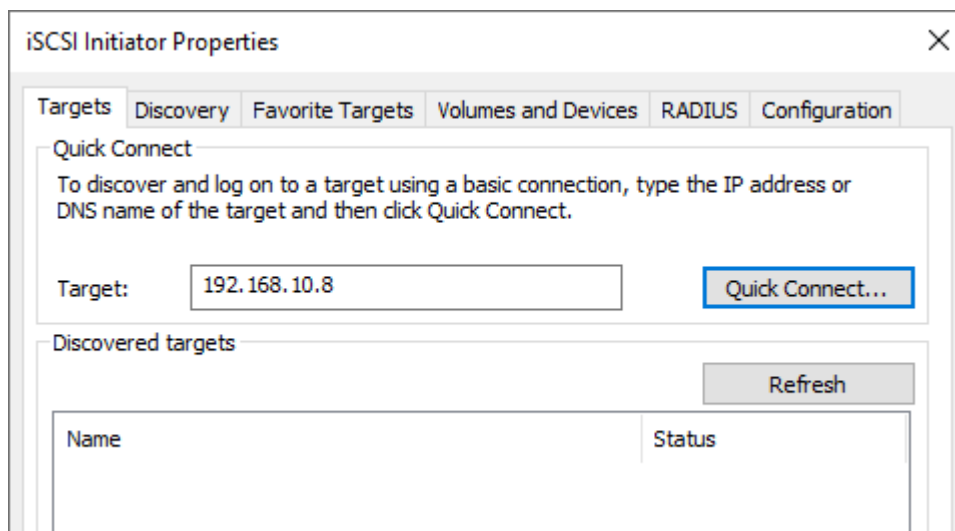 iSCSI Initiator Properties
Targets Discovery Favorite Targets Volumes and Devices RADIUS Configuration
Quick Connect
To discover and log on to a target using a basic connection, type the IP address or
DNS name of the target and then click Quick Connect.
Target: 192.168.10.8 Quick Connect...
Discovered targets
Refresh
Name Status